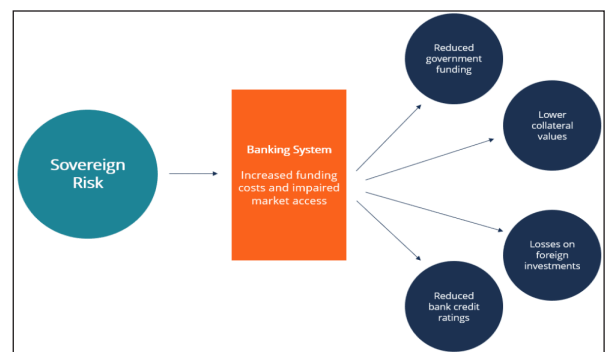 Sovereign
Risk
Banking System
Increased funding
costs and impaired
market access
Reduced
government
funding
Lower
collateral
values
Losses on
foreign
investments
Reduced
bank credit
ratings